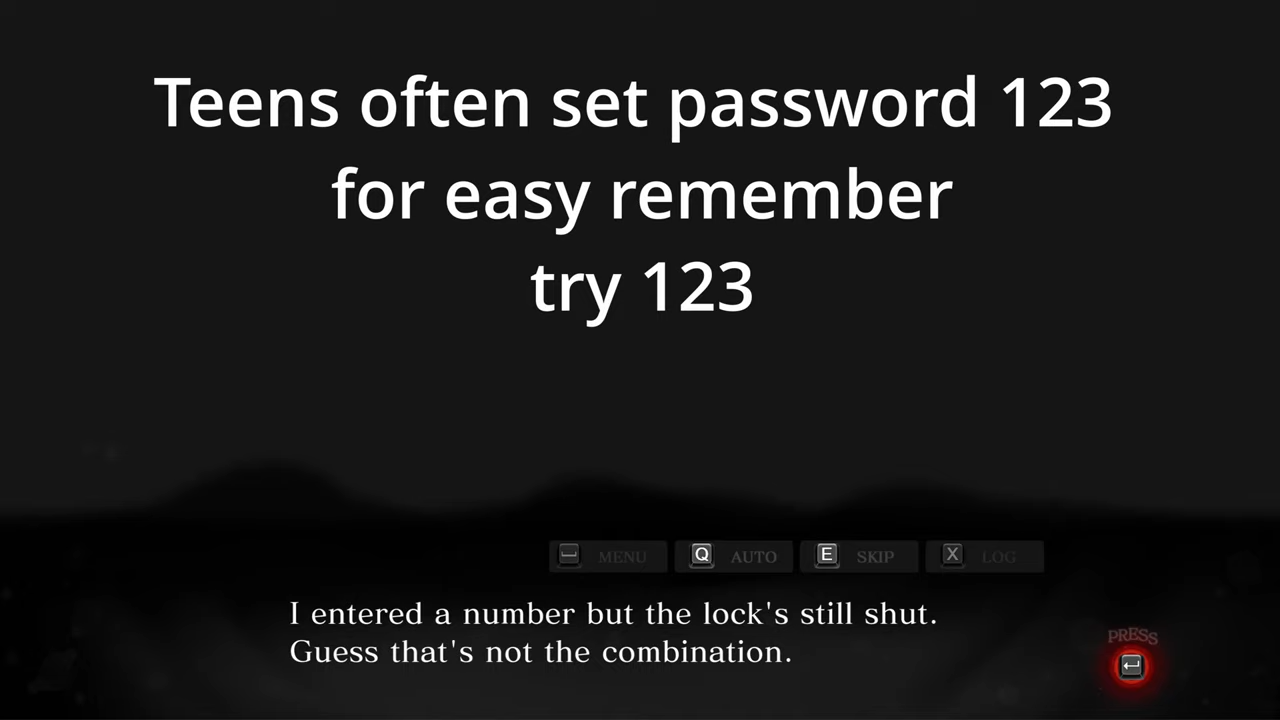 Teens often set password 123
for easy remember
try 123
MENU
Q AUTO
E SKIP
X LOG
I entered a number but the lock's still shut.
Guess that's not the combination.
PRESS